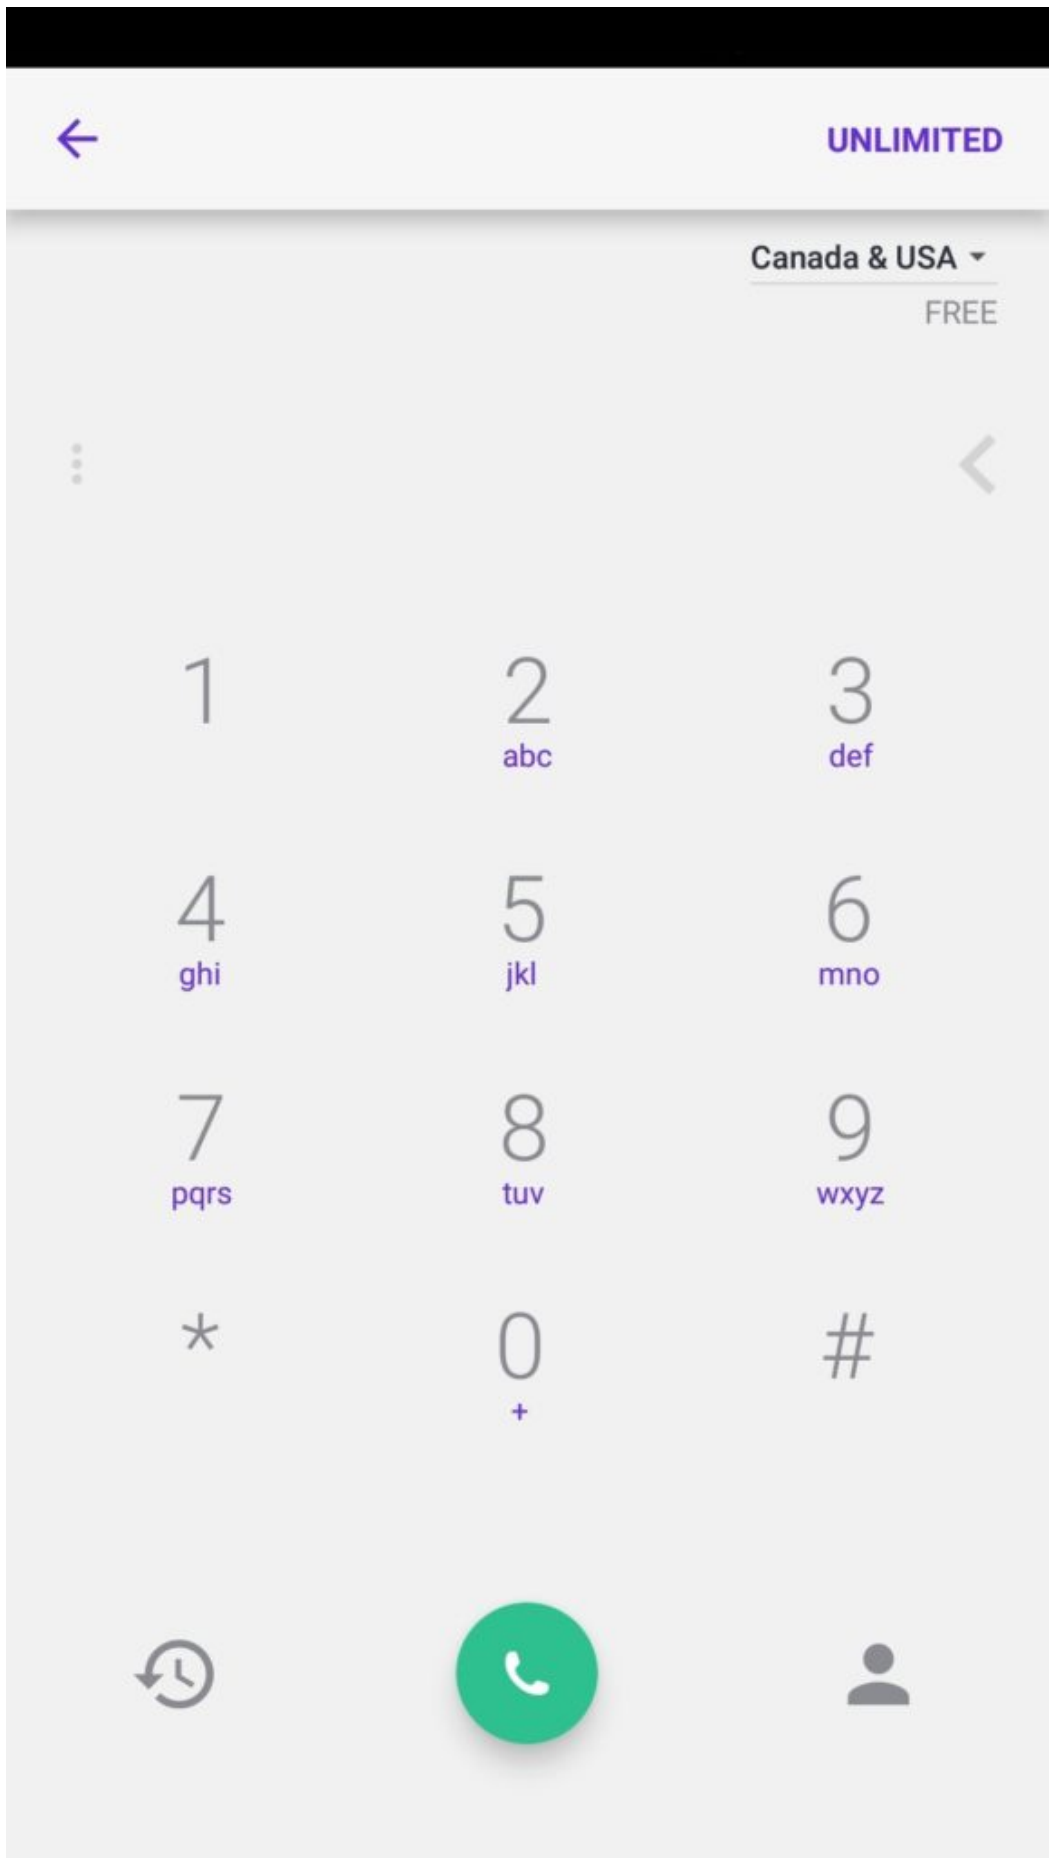 UNLIMITED
Canada & USA
FREE
1 2 3
abc def
4 5 6
ghi jkl mno
7 8 9
pqrs tuv wxyz
* 0 #
+